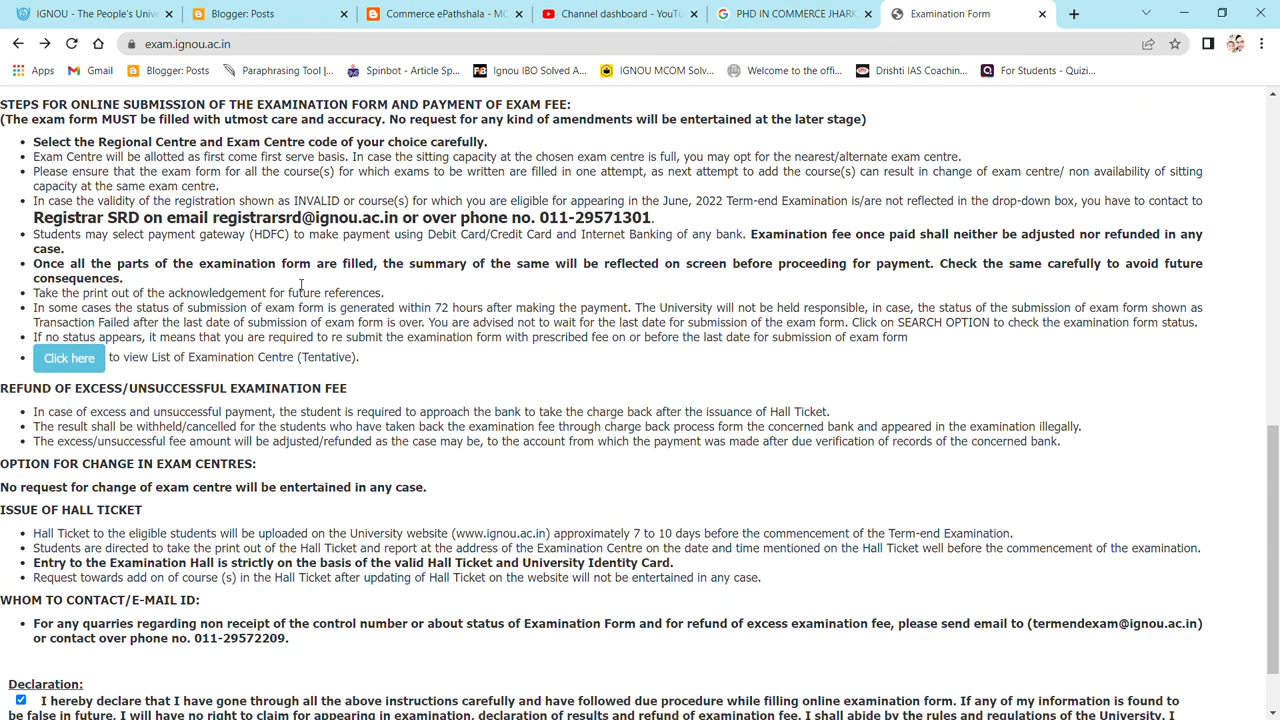 IGNOU - The People's Unive
Blogger: Posts
Commerce ePathshala - MC
Channel dashboard - YouTu
PHD IN COMMERCE JHARK
Examination Form
exam.ignou.ac.in
Apps
Gmail
Blogger: Posts
Paraphrasing Tool |...
Spinbot - Article Sp...
Ignou IBO Solved A...
IGNOU MCOM Solv...
Welcome to the offi...
Drishti IAS Coachin...
For Students - Quizi...
STEPS FOR ONLINE SUBMISSION OF THE EXAMINATION FORM AND PAYMENT OF EXAM FEE:
(The exam form MUST be filled with utmost care and accuracy. No request for any kind of amendments will be entertained at the later stage)
Select the Regional Centre and Exam Centre code of your choice carefully.
Exam Centre will be allotted as first come first serve basis. In case the sitting capacity at the chosen exam centre is full, you may opt for the nearest/alternate exam centre.
Please ensure that the exam form for all the course(s) for which exams to be written are filled in one attempt, as next attempt to add the course(s) can result in change of exam centre/ non availability of sitting
capacity at the same exam centre.
In case the validity of the registration shown as INVALID or course(s) for which you are eligible for appearing in the June, 2022 Term-end Examination is/are not reflected in the drop-down box, you have to contact to
Registrar SRD on email registrarsrd@ignou.ac.in or over phone no. 011-29571301.
Students may select payment gateway (HDFC) to make payment using Debit Card/Credit Card and Internet Banking of any bank. Examination fee once paid shall neither be adjusted nor refunded in any
case.
Once all the parts of the examination form are filled, the summary of the same will be reflected on screen before proceeding for payment. Check the same carefully to avoid future
consequences.
Take the print out of the acknowledgement for future references.
In some cases the status of submission of exam form is generated within 72 hours after making the payment. The University will not be held responsible, in case, the status of the submission of exam form shown as
Transaction Failed after the last date of submission of exam form is over. You are advised not to wait for the last date for submission of the exam form. Click on SEARCH OPTION to check the examination form status.
If no status appears, it means that you are required to re submit the examination form with prescribed fee on or before the last date for submission of exam form
Click here to view List of Examination Centre (Tentative).
REFUND OF EXCESS/UNSUCCESSFUL EXAMINATION FEE
In case of excess and unsuccessful payment, the student is required to approach the bank to take the charge back after the issuance of Hall Ticket.
The result shall be withheld/cancelled for the students who have taken back the examination fee through charge back process form the concerned bank and appeared in the examination illegally.
The excess/unsuccessful fee amount will be adjusted/refunded as the case may be, to the account from which the payment was made after due verification of records of the concerned bank.
OPTION FOR CHANGE IN EXAM CENTRES:
No request for change of exam centre will be entertained in any case.
ISSUE OF HALL TICKET
Hall Ticket to the eligible students will be uploaded on the University website (www.ignou.ac.in) approximately 7 to 10 days before the commencement of the Term-end Examination.
Students are directed to take the print out of the Hall Ticket and report at the address of the Examination Centre on the date and time mentioned on the Hall Ticket well before the commencement of the examination.
Entry to the Examination Hall is strictly on the basis of the valid Hall Ticket and University Identity Card.
Request towards add on of course (s) in the Hall Ticket after updating of Hall Ticket on the website will not be entertained in any case.
WHOM TO CONTACT/E-MAIL ID:
For any quarries regarding non receipt of the control number or about status of Examination Form and for refund of excess examination fee, please send email to (termendexam@ignou.ac.in)
or contact over phone no. 011-29572209.
Declaration:
I hereby declare that I have gone through all the above instructions carefully and have followed due procedure while filling online examination form. If any of my information is found to
be false in future, I will have no right to claim for appearing in examination, declaration of results and refund of examination fee. I shall abide by the rules and regulations of the University. I